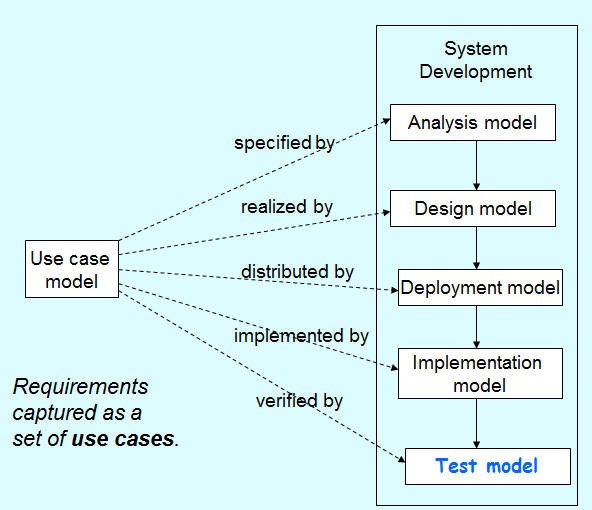 System
Development
Analysis model
specified by
realized by
Design model
Use case
model
distributed by
Deployment model
implemented by
Implementation
model
Requirements
captured as a
set of use cases.
verified by
Test model